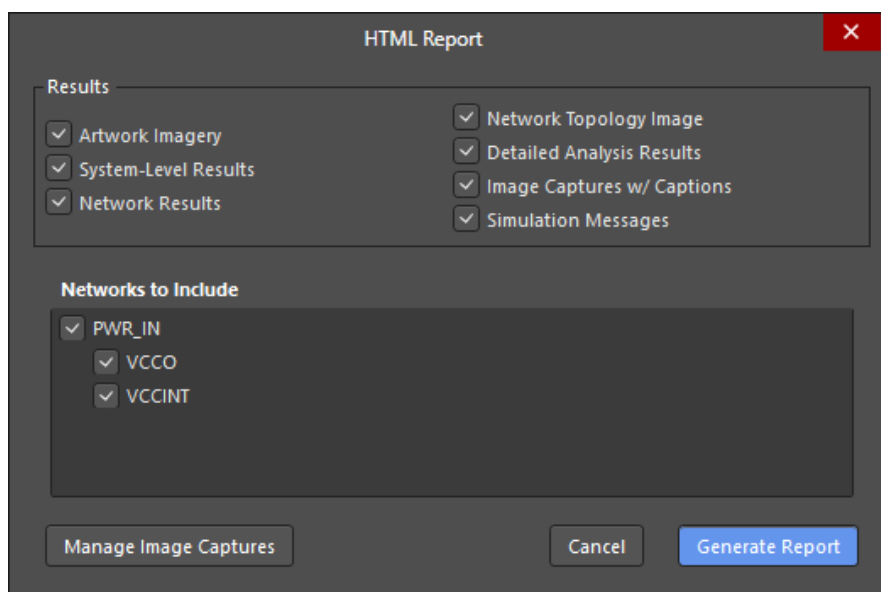 HTML Report
Results
Artwork Imagery
System-Level Results
Network Results
Network Topology Image
Detailed Analysis Results
Image Captures w/ Captions
Simulation Messages
Networks to Include
PWR_IN
VCCO
VCCINT
Manage Image Captures
Cancel
Generate Report